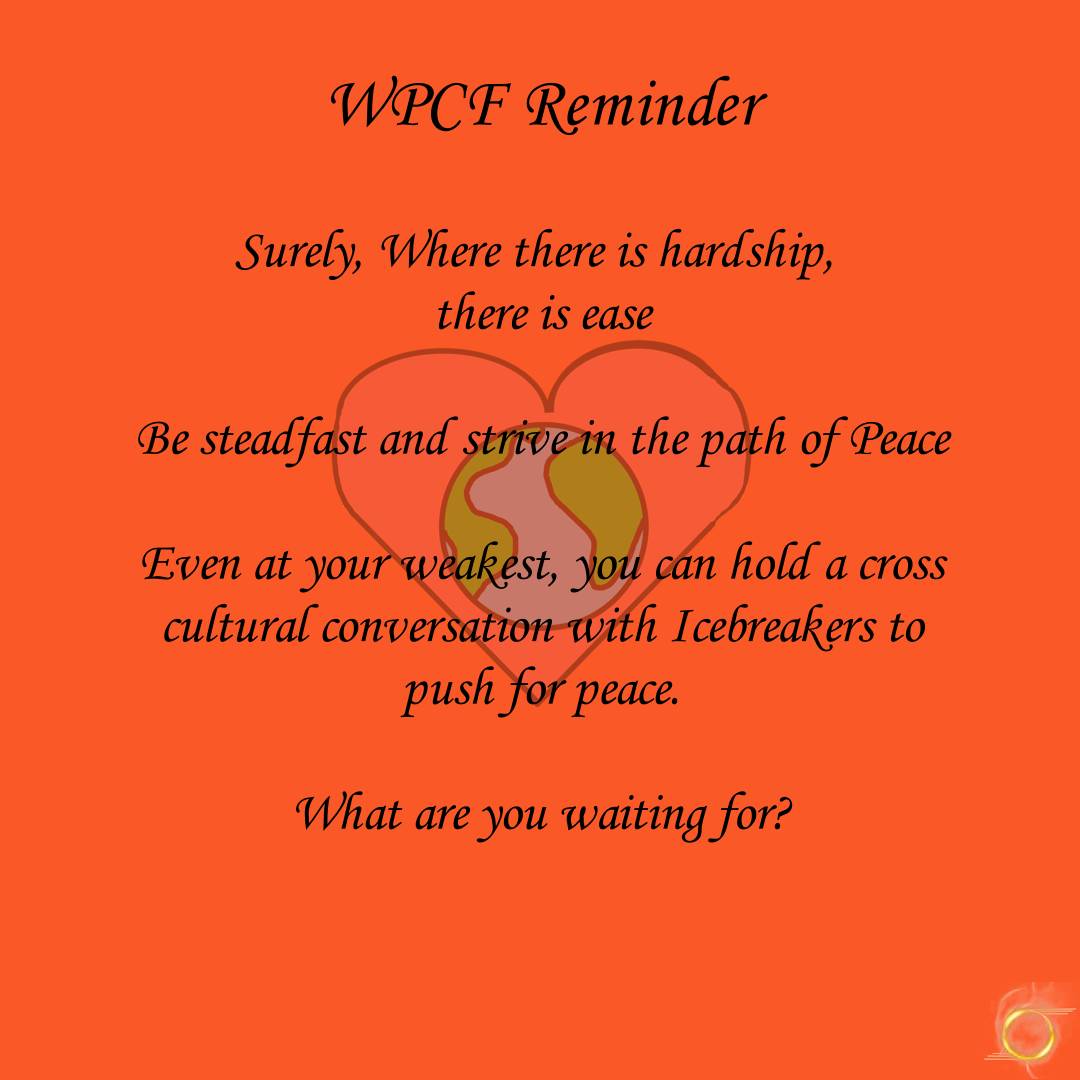 WPCF Reminder
Surely, Where there is hardship,
there is ease
Be steadfast and strive in the path of Peace
Even at your weakest, you can hold a cross
cultural conversation with Icebreakers to
push for peace.
What are you waiting for?